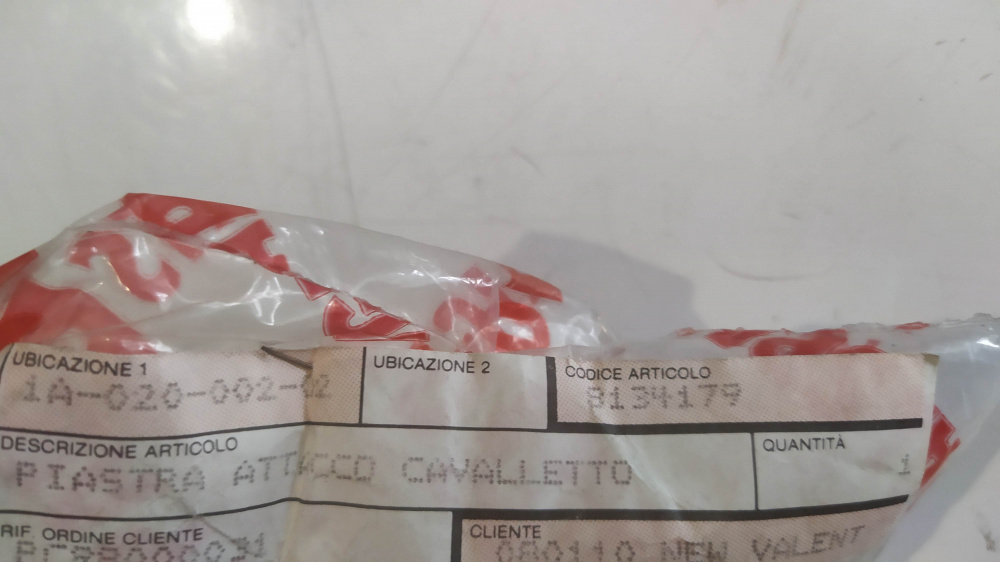 UBICAZIONE 1 UBICAZIONE 2 CODICE ARTICOLO
1A-020-002-02 8134179
DESCRIZIONE ARTICOLO QUANTITÀ
PIASTRA ATTACCO CAVALLETTO 1
RIF. ORDINE CLIENTE CLIENTE
080110 NEW VALENT